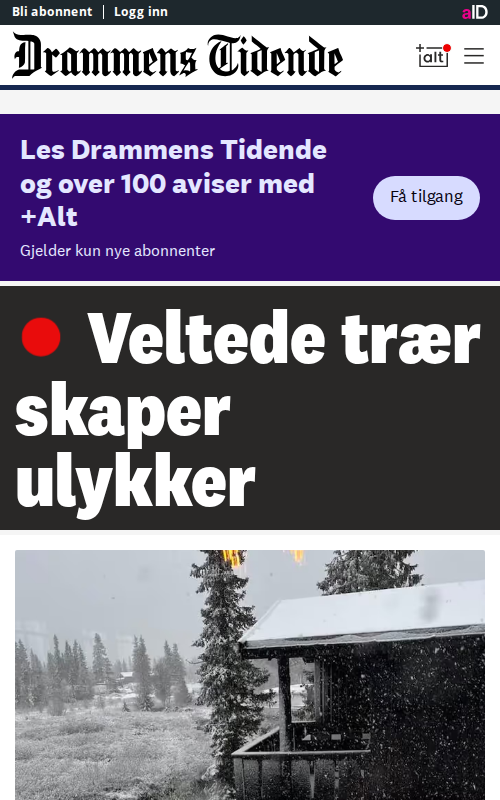 Bli abonnent | Logg inn
aID
Drammens Tidende
+alt
Les Drammens Tidende
og over 100 aviser med
+Alt
Få tilgang
Gjelder kun nye abonnenter
Veltede trær
skaper
ulykker